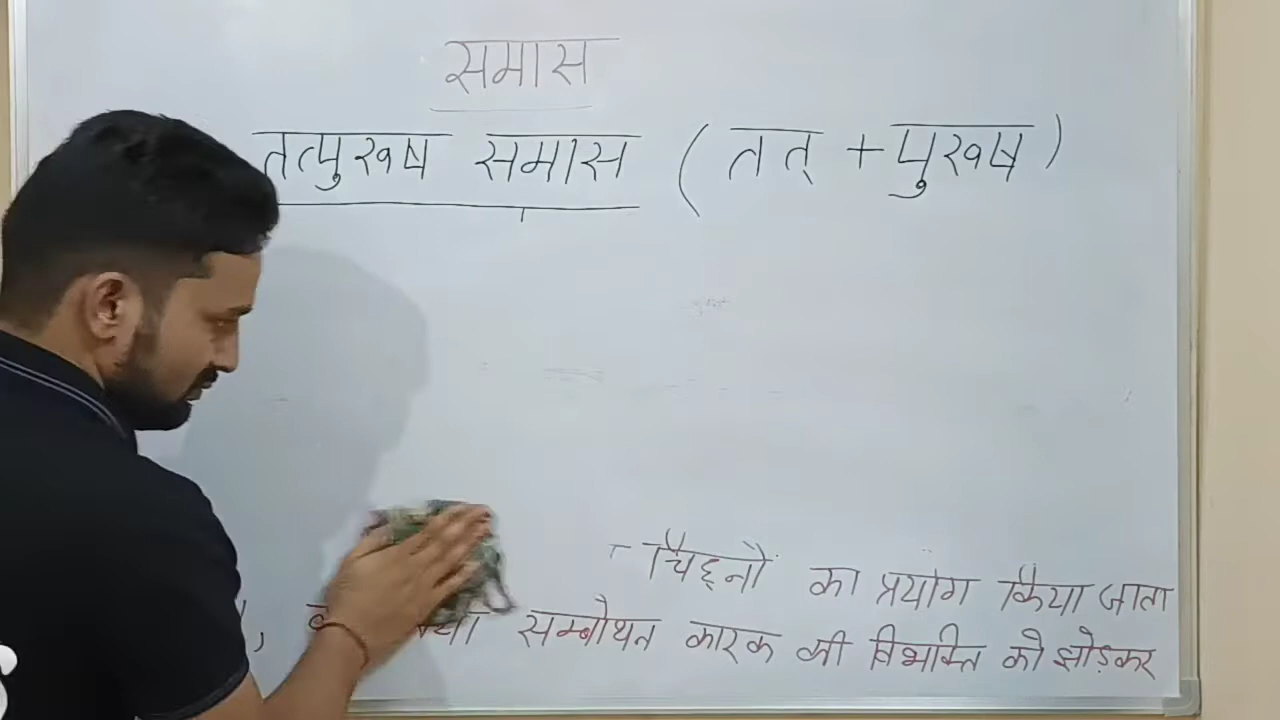 समास
तत्पुरुष समास ( तत् + पुरुष )
चिह्नों का प्रयोग किया जाता
सम्बोधन कारक की विभक्ति को छोड़कर